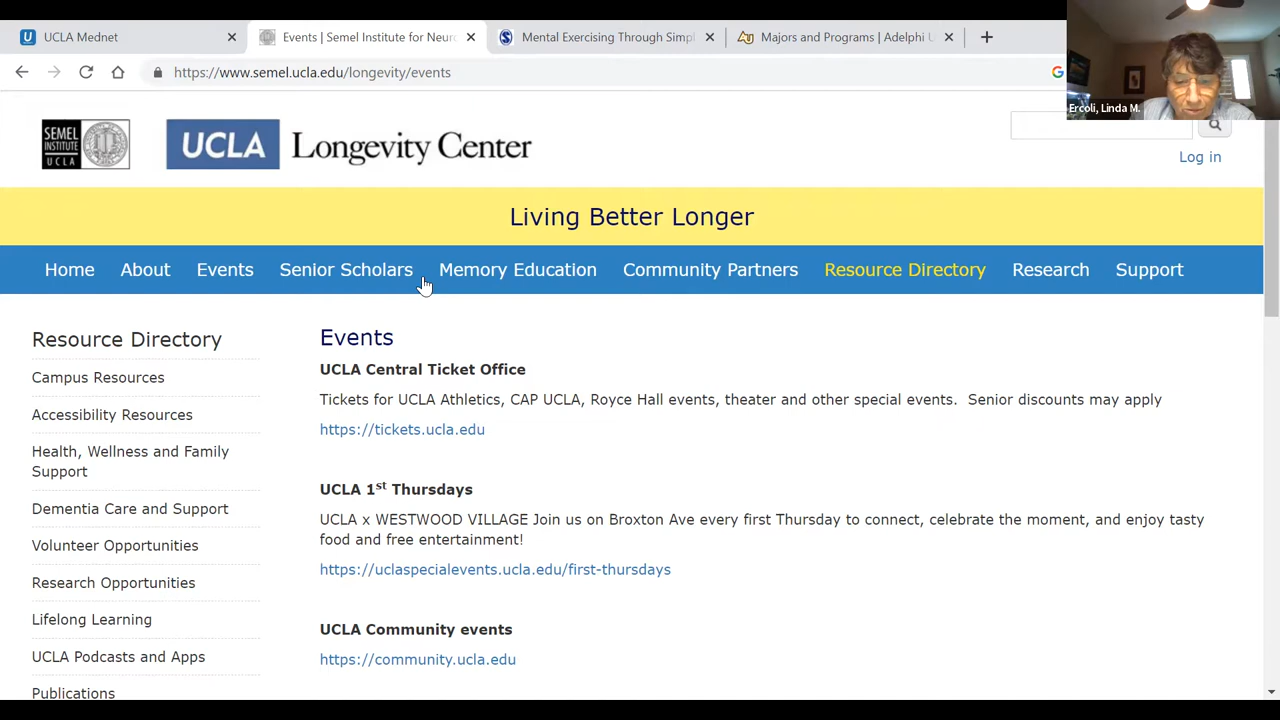 UCLA Mednet
Events | Semel Institute for Neuro
Mental Exercising Through Simpl
Majors and Programs | Adelphi U
https://www.semel.ucla.edu/longevity/events
Ercoli, Linda M.
SEMEL
INSTITUTE
UCLA
UCLA Longevity Center
Log in
Living Better Longer
Home About Events Senior Scholars Memory Education Community Partners Resource Directory Research Support
Resource Directory
Campus Resources
Accessibility Resources
Health, Wellness and Family
Support
Dementia Care and Support
Volunteer Opportunities
Research Opportunities
Lifelong Learning
UCLA Podcasts and Apps
Publications
Events
UCLA Central Ticket Office
Tickets for UCLA Athletics, CAP UCLA, Royce Hall events, theater and other special events. Senior discounts may apply
https://tickets.ucla.edu
UCLA 1st Thursdays
UCLA x WESTWOOD VILLAGE Join us on Broxton Ave every first Thursday to connect, celebrate the moment, and enjoy tasty
food and free entertainment!
https://uclaspecialevents.ucla.edu/first-thursdays
UCLA Community events
https://community.ucla.edu